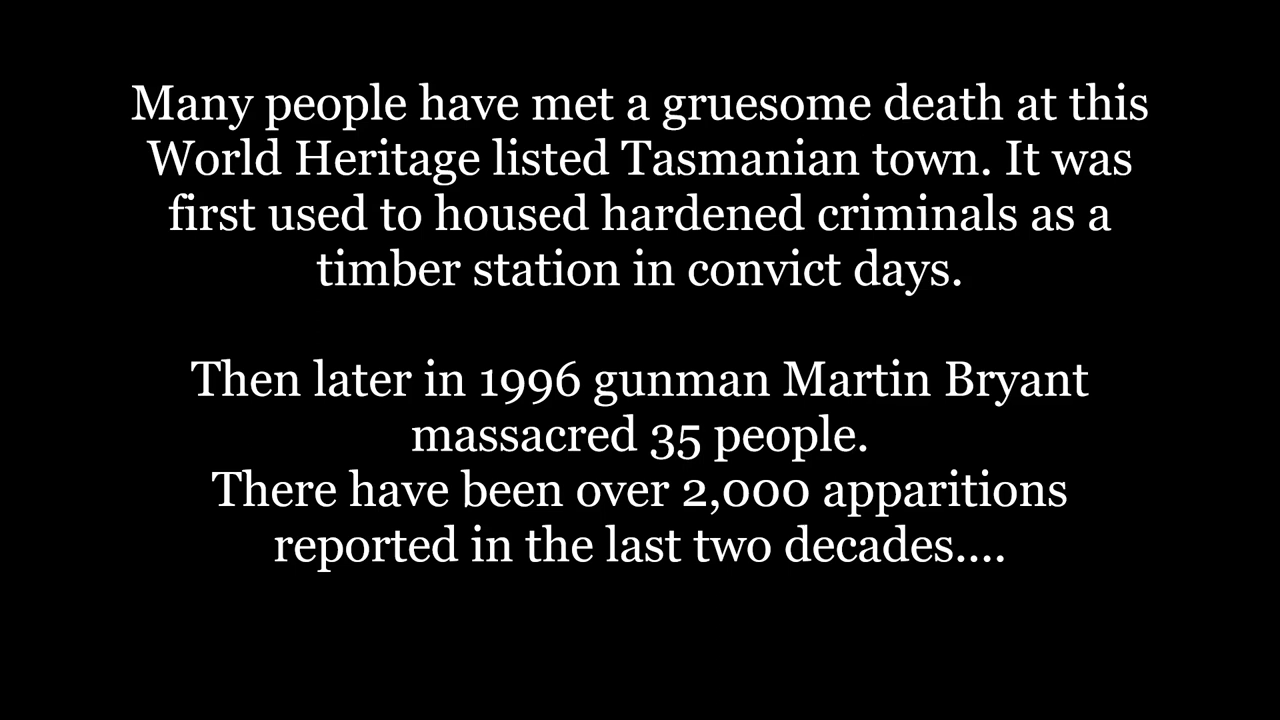 Many people have met a gruesome death at this
World Heritage listed Tasmanian town. It was
first used to housed hardened criminals as a
timber station in convict days.
Then later in 1996 gunman Martin Bryant
massacred 35 people.
There have been over 2,000 apparitions
reported in the last two decades....